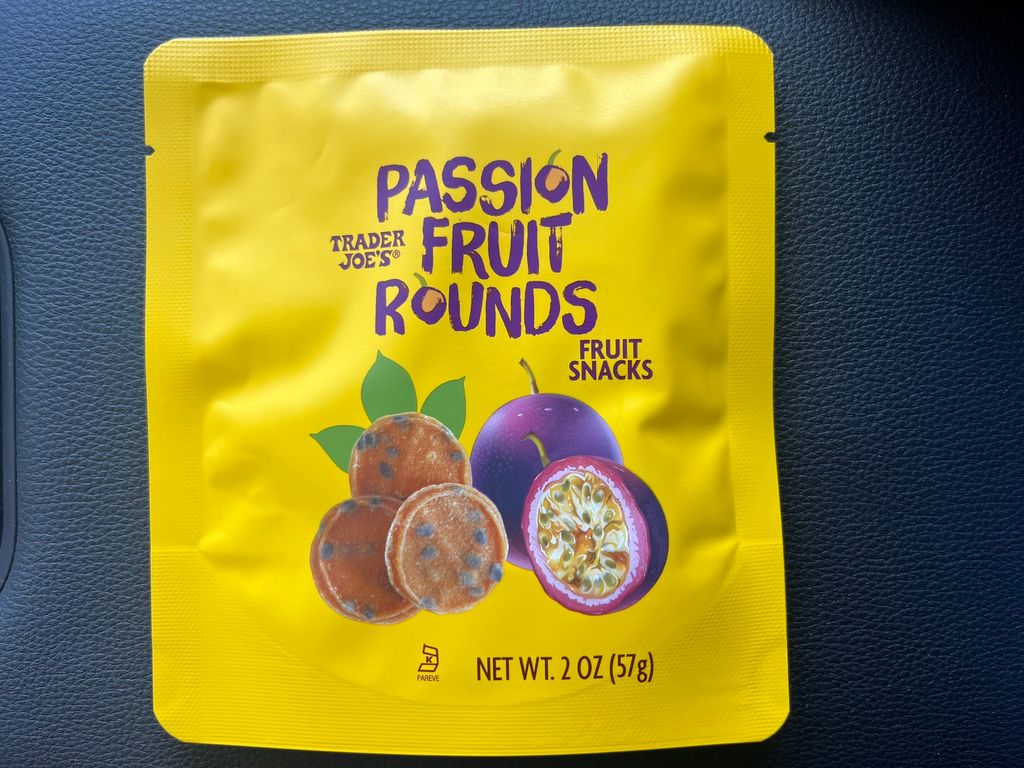 PASSION
TRADER
JOE'S®
FRUIT
ROUNDS
FRUIT
SNACKS
K
PAREVE
NET WT. 2 OZ (57g)